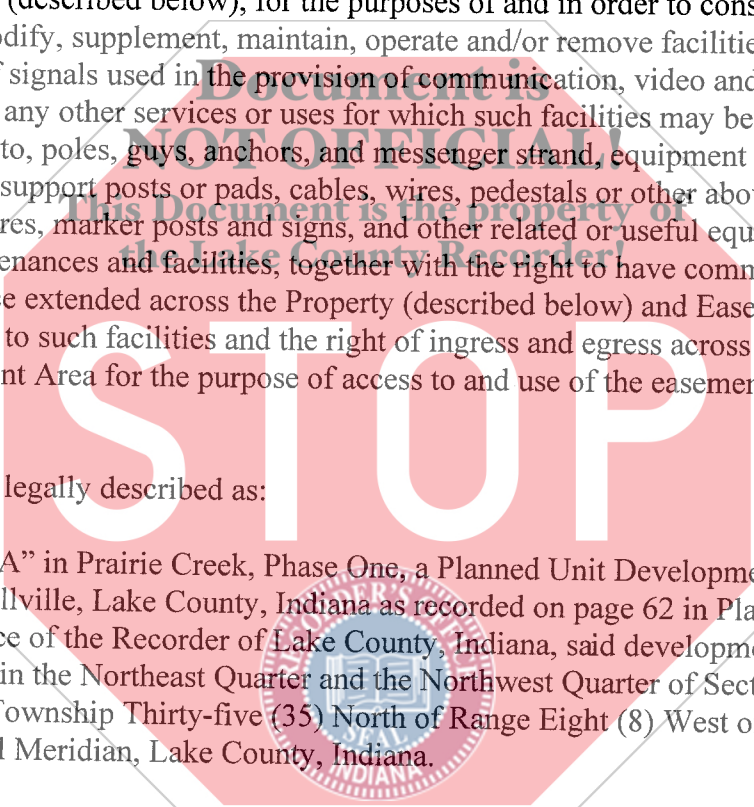 (described below), for the purposes of and in order to cons
odify, supplement, maintain, operate and/or remove facilitie
signals used in the provision of communication, video and
Document is
any other services or uses for which such facilities may be
NOT OFFICIAL!
to, poles, guys, anchors, and messenger strand, equipment
support posts or pads, cables, wires, pedestals or other abo
This Document is the property of
res, marker posts and signs, and other related or useful equ
the Lake County Recorder!
enances and facilities, together with the right to have comm
e extended across the Property (described below) and Ease
to such facilities and the right of ingress and egress across
nt Area for the purpose of access to and use of the easemen
STOP
legally described as:
A” in Prairie Creek, Phase One, a Planned Unit Developme
llville, Lake County, Indiana as recorded on page 62 in Pla
ce of the Recorder of Lake County, Indiana, said developme
in the Northeast Quarter and the Northwest Quarter of Sect
Township Thirty-five (35) North of Range Eight (8) West o
l Meridian, Lake County, Indiana.
SEAL
INDIANA